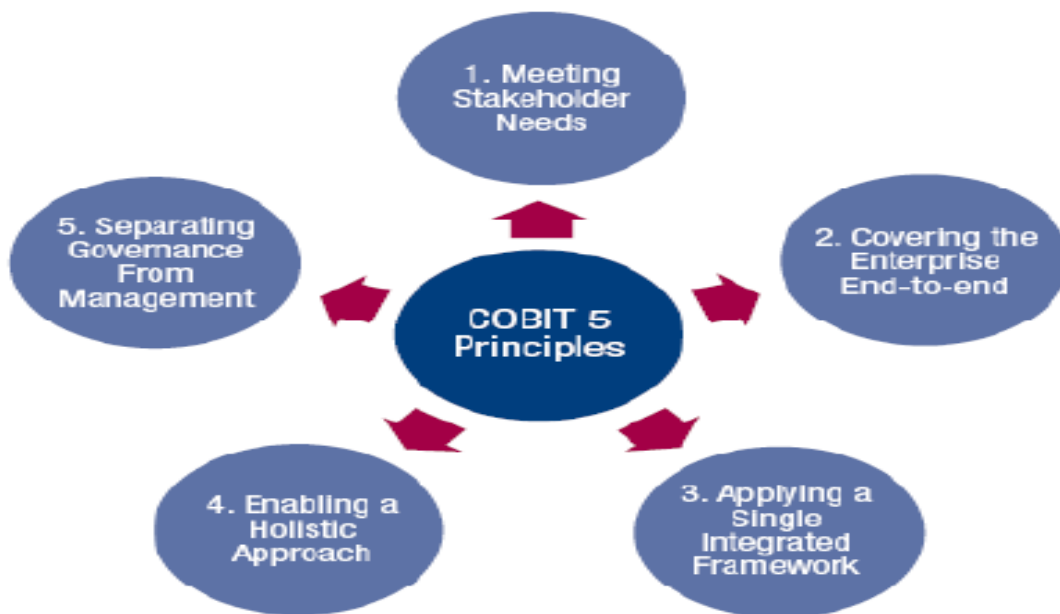 1. Meeting
Stakeholder
Needs
2. Covering the
Enterprise
End-to-end
3. Applying a
Single
Integrated
Framework
4. Enabling a
Holistic
Approach
5. Separating
Governance
From
Management
COBIT 5
Principles